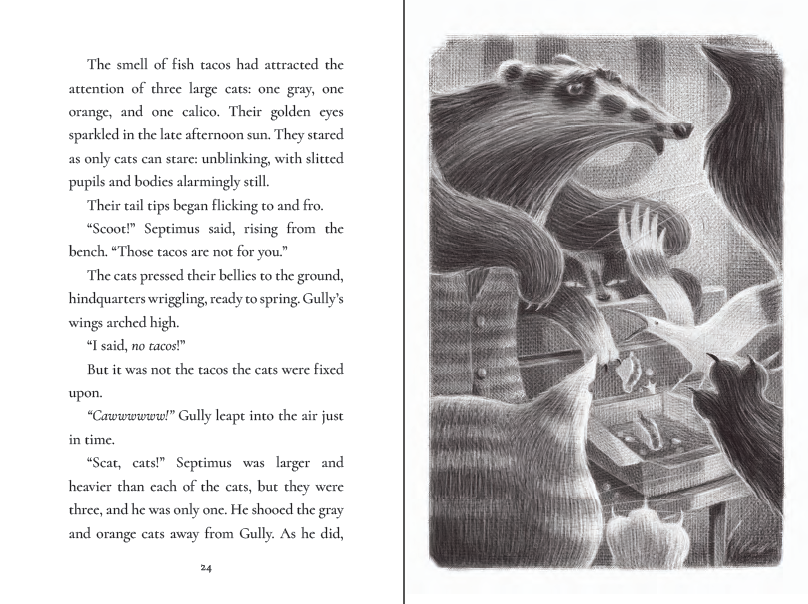 The smell of fish tacos had attracted the
attention of three large cats: one gray, one
orange, and one calico. Their golden eyes
sparkled in the late afternoon sun. They stared
as only cats can stare: unblinking, with slitted
pupils and bodies alarmingly still.
Their tail tips began flicking to and fro.
“Scoot!” Septimus said, rising from the
bench. “Those tacos are not for you.”
The cats pressed their bellies to the ground,
hindquarters wriggling, ready to spring. Gully’s
wings arched high.
“I said, no tacos!”
But it was not the tacos the cats were fixed
upon.
“Cawwwwww!” Gully leapt into the air just
in time.
“Scat, cats!” Septimus was larger and
heavier than each of the cats, but they were
three, and he was only one. He shooed the gray
and orange cats away from Gully. As he did,
24